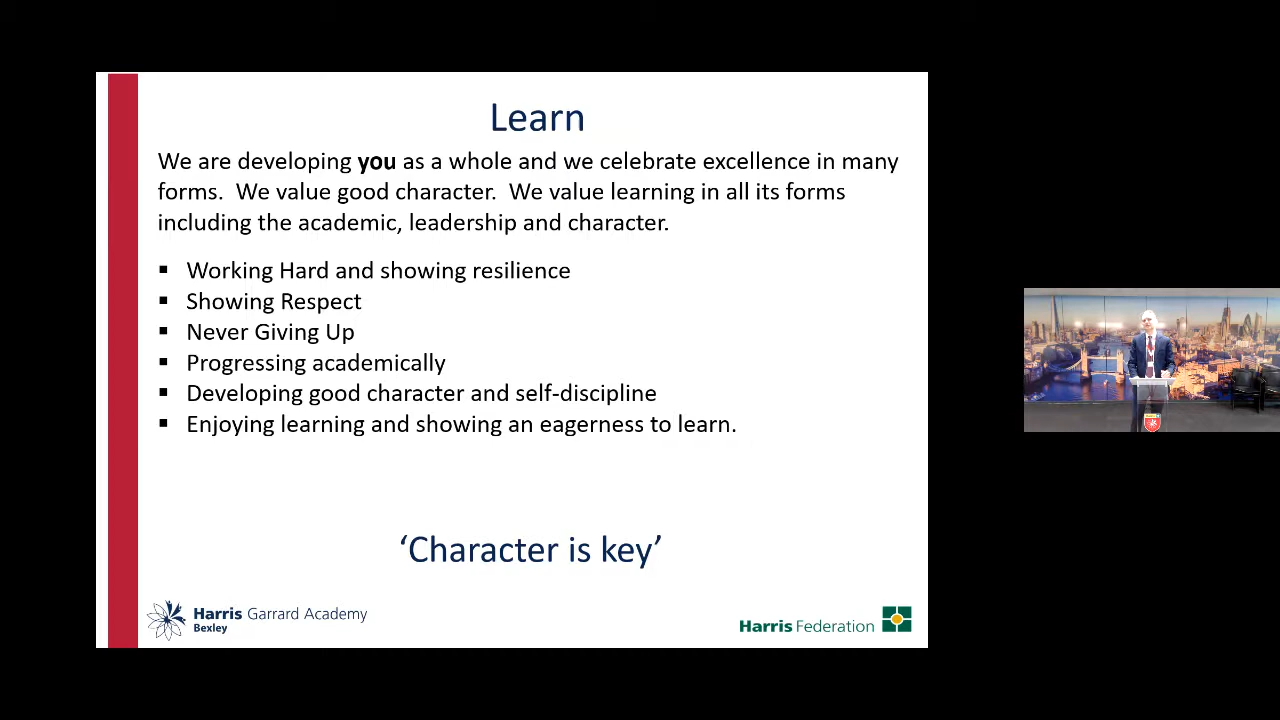 Learn
We are developing you as a whole and we celebrate excellence in many
forms.  We value good character.  We value learning in all its forms
including the academic, leadership and character.
▪ Working Hard and showing resilience
▪ Showing Respect
▪ Never Giving Up
▪ Progressing academically
▪ Developing good character and self-discipline
▪ Enjoying learning and showing an eagerness to learn.
‘Character is key’
Harris Garrard Academy
Bexley
Harris Federation